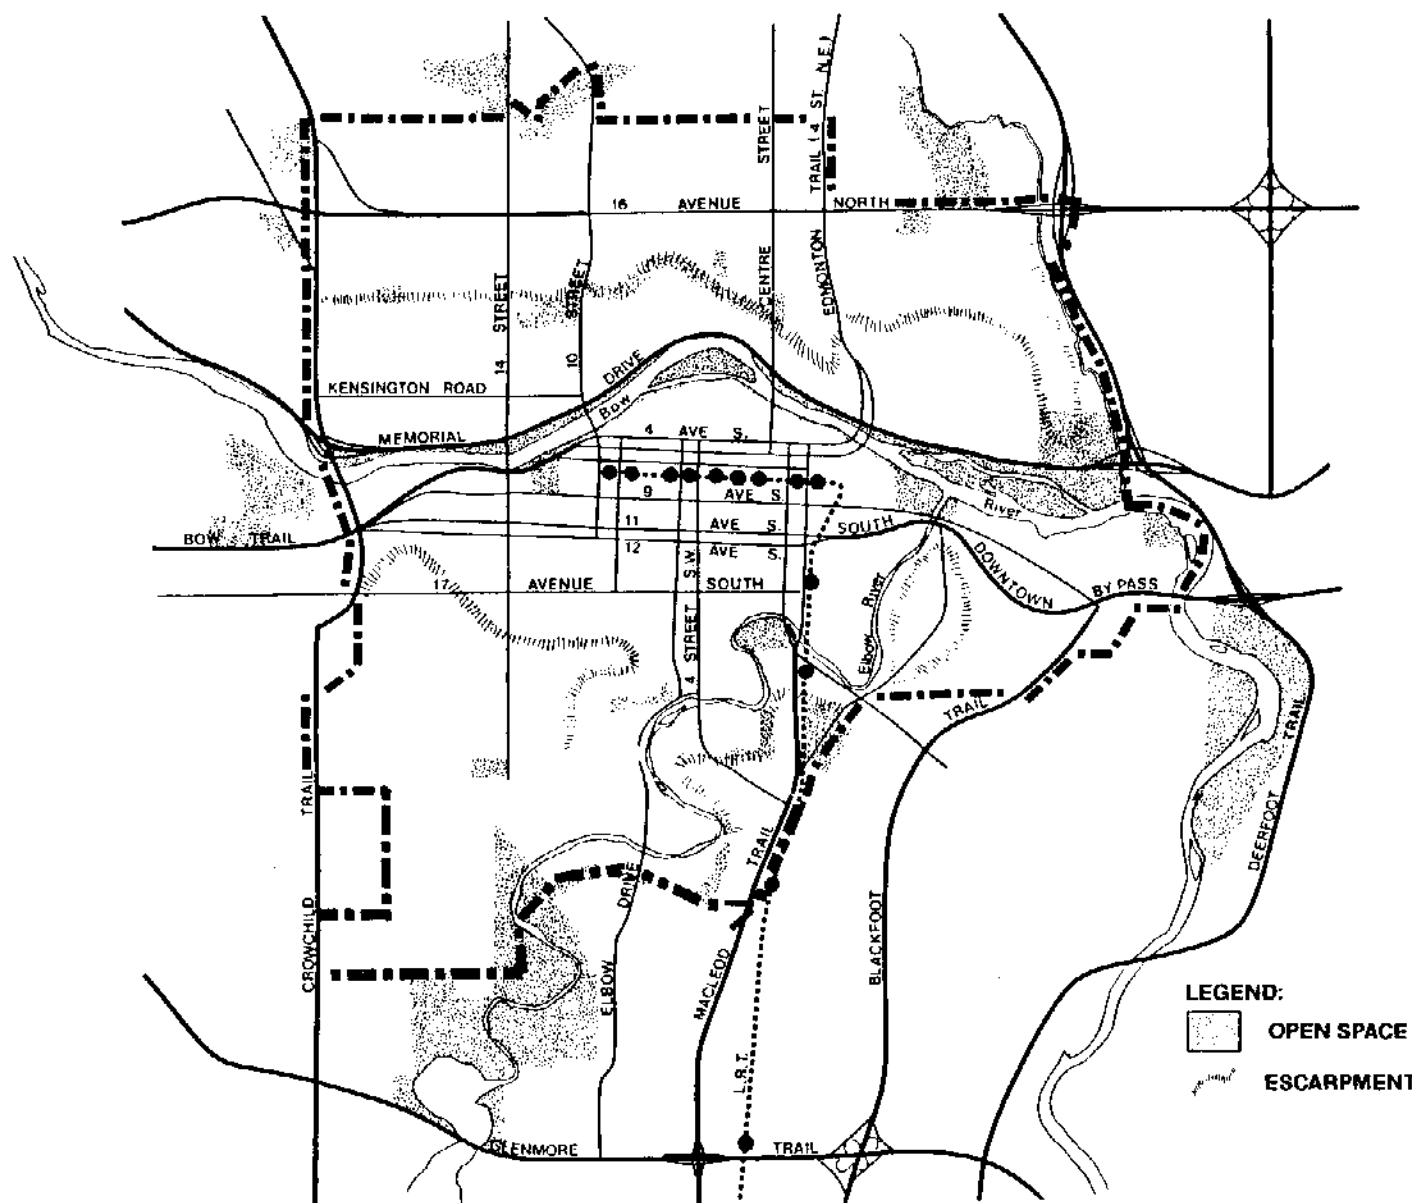 STREET
TRAIL ( 4 ST. N.E.)
16 AVENUE NORTH
14 STREET
10 STREET
CENTRE
EDMONTON
KENSINGTON ROAD
MEMORIAL DRIVE
Bow
4 AVE S.
9 AVE S.
River
11 AVE S.
SOUTH
12 AVE S.
BOW TRAIL
DOWNTOWN BY PASS
17 AVENUE SOUTH
4 STREET S.W.
Elbow River
TRAIL
TRAIL
CROWCHILD TRAIL
DEERFOOT
MACLEOD TRAIL
ELBOW DRIVE
BLACKFOOT
L.R.T.
GLENMORE TRAIL
LEGEND:
OPEN SPACE
ESCARPMENT